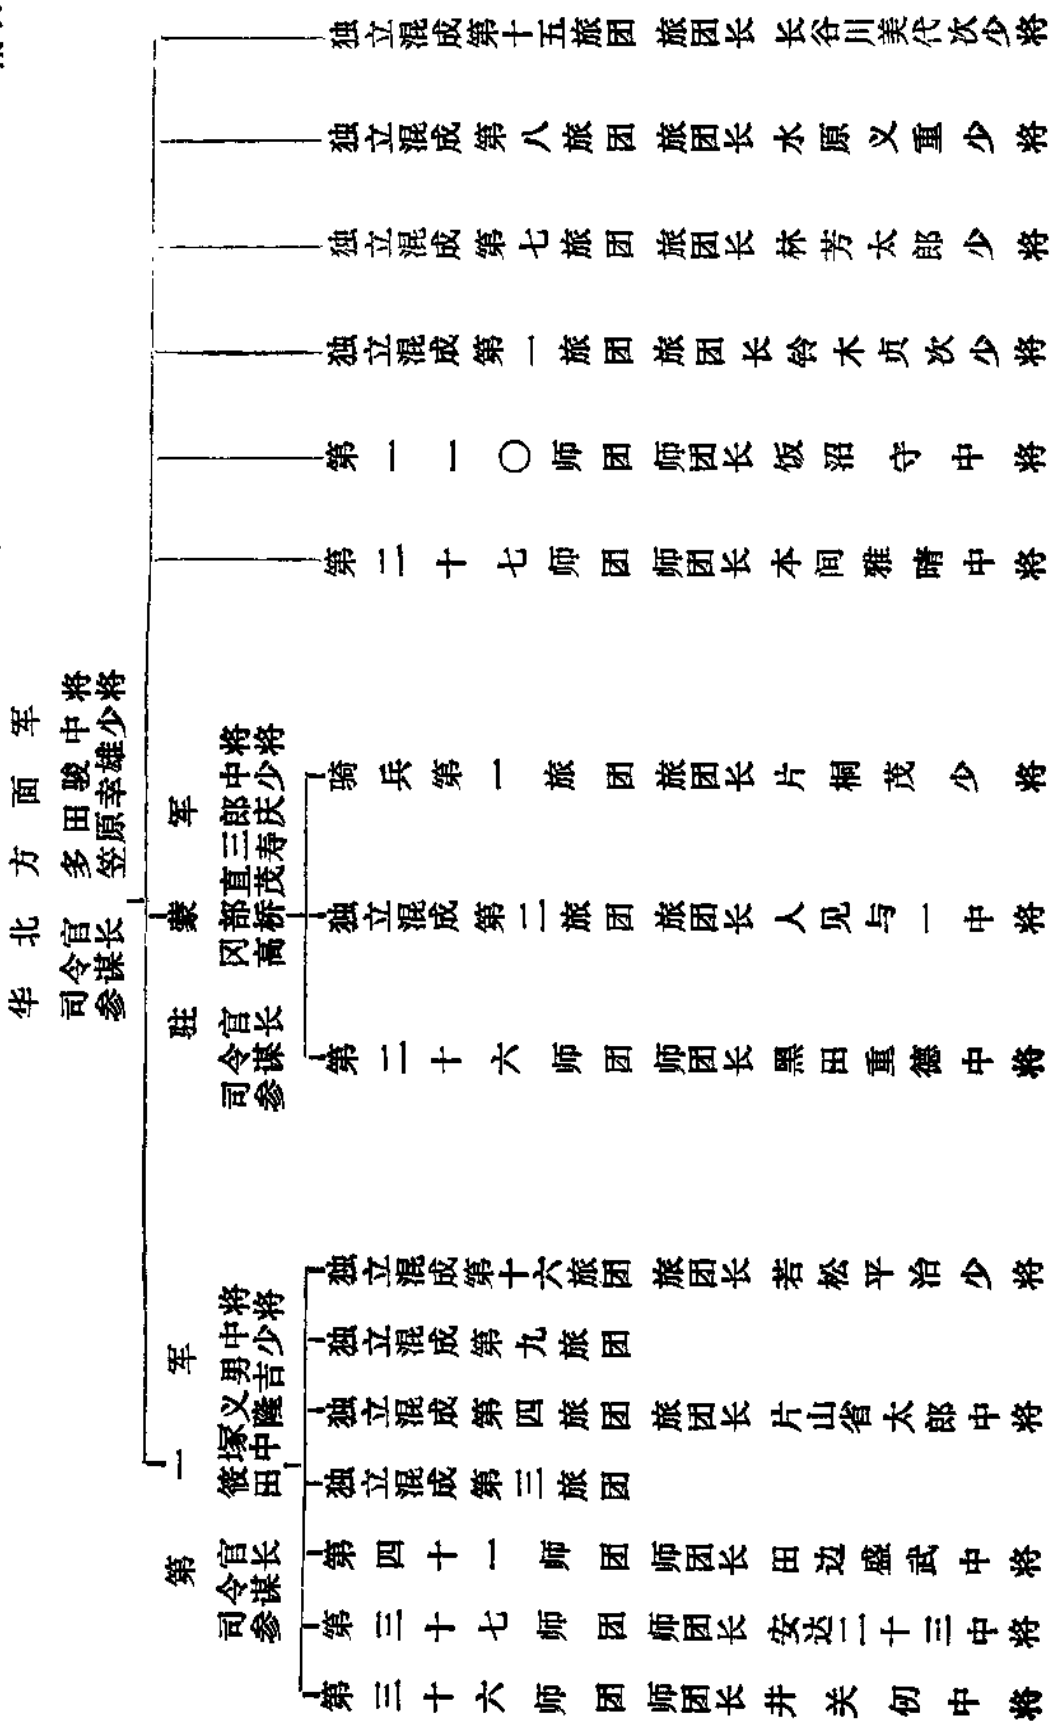 华北方面军
司令官 多田骏中将
参谋长 笠原幸雄少将
第一军
司令官 筱塚义男中将
参谋长 田中隆吉少将
第三十六师团 师团长 井关仞中将
第三十七师团 师团长 安达二十三中将
第四十一师团 师团长 田边盛武中将
独立混成第三旅团
独立混成第四旅团 旅团长 片山省太郎中将
独立混成第九旅团
独立混成第十六旅团 旅团长 若松平治少将
驻蒙军
司令官 冈部直三郎中将
参谋长 高桥茂寿庆少将
第二十六师团 师团长 黑田重德中将
独立混成第二旅团 旅团长 人见与一中将
骑兵第一旅团 旅团长 片桐茂少将
第二十七师团 师团长 本间雅晴中将
第一一〇师团 师团长 饭沼守中将
独立混成第一旅团 旅团长 铃木贞次少将
独立混成第七旅团 旅团长 林芳太郎少将
独立混成第八旅团 旅团长 水原义重少将
独立混成第十五旅团 旅团长 长谷川美代次少将